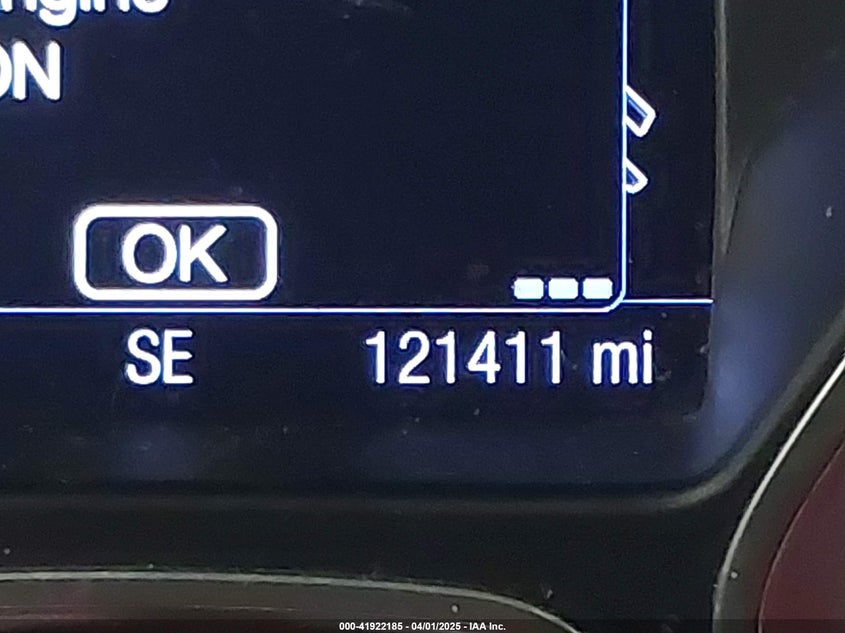 ON
OK
SE 121411 mi
000-41922185 - 04/01/2025 - IAA Inc.